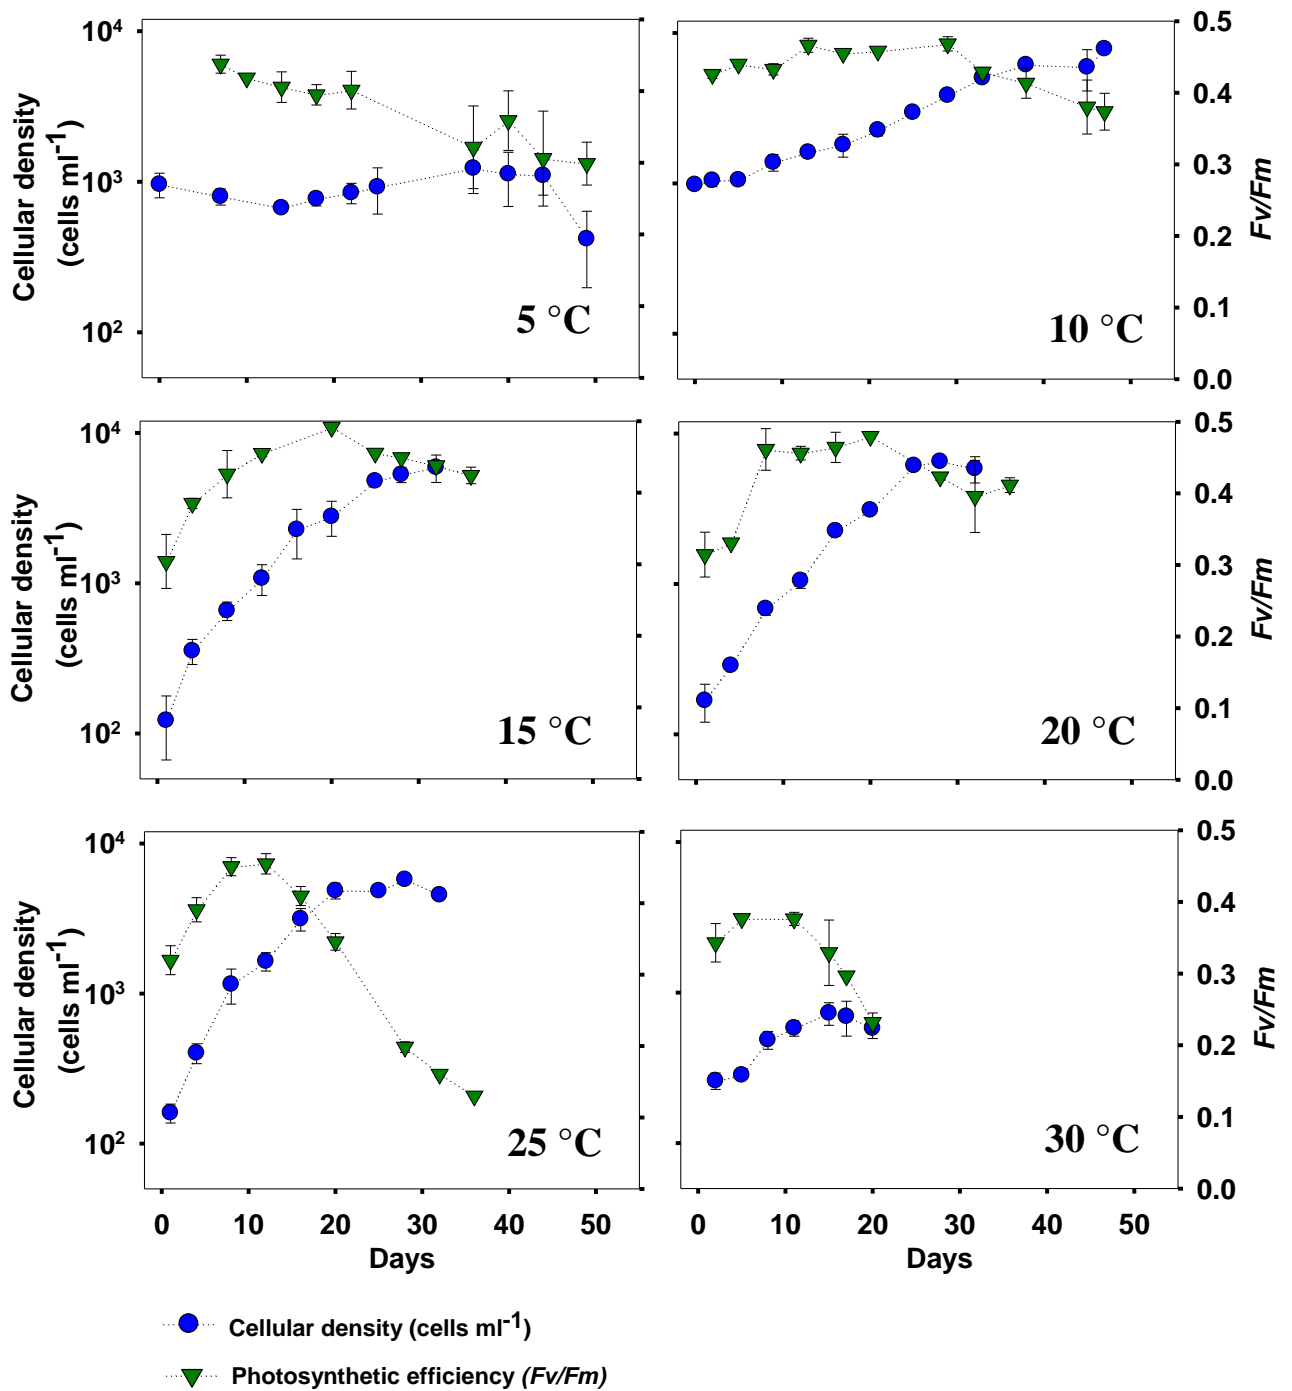 10⁴
10³
10²
Cellular density
(cells ml⁻¹)
5 °C
0.5
0.4
0.3
0.2
0.1
0.0
Fv/Fm
10 °C
10⁴
10³
10²
Cellular density
(cells ml⁻¹)
15 °C
0.5
0.4
0.3
0.2
0.1
0.0
Fv/Fm
20 °C
10⁴
10³
10²
Cellular density
(cells ml⁻¹)
25 °C
0 10 20 30 40 50
Days
0.5
0.4
0.3
0.2
0.1
0.0
Fv/Fm
30 °C
0 10 20 30 40 50
Days
Cellular density (cells ml⁻¹)
Photosynthetic efficiency (Fv/Fm)